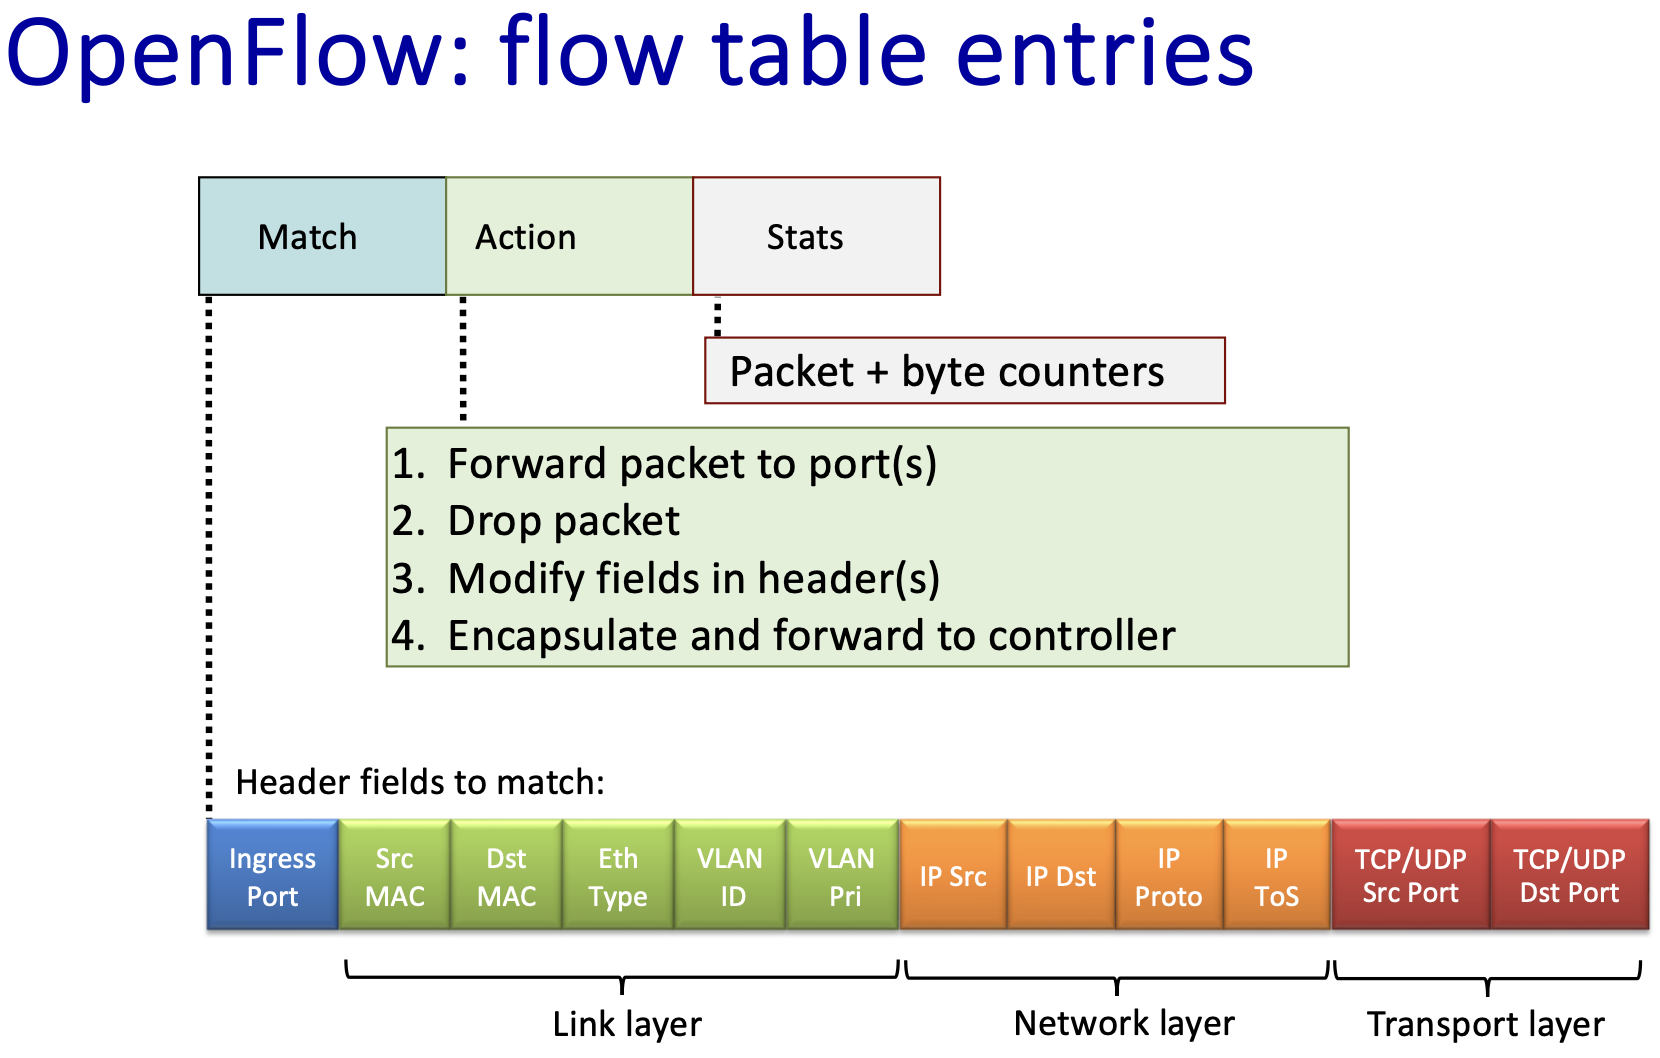 OpenFlow: flow table entries
Match
Action
Stats
Packet + byte counters
1. Forward packet to port(s)
2. Drop packet
3. Modify fields in header(s)
4. Encapsulate and forward to controller
Header fields to match:
Ingress
Port
Src
MAC
Dst
MAC
Eth
Type
VLAN
ID
VLAN
Pri
IP Src
IP Dst
IP
Proto
IP
ToS
TCP/UDP
Src Port
TCP/UDP
Dst Port
Link layer
Network layer
Transport layer